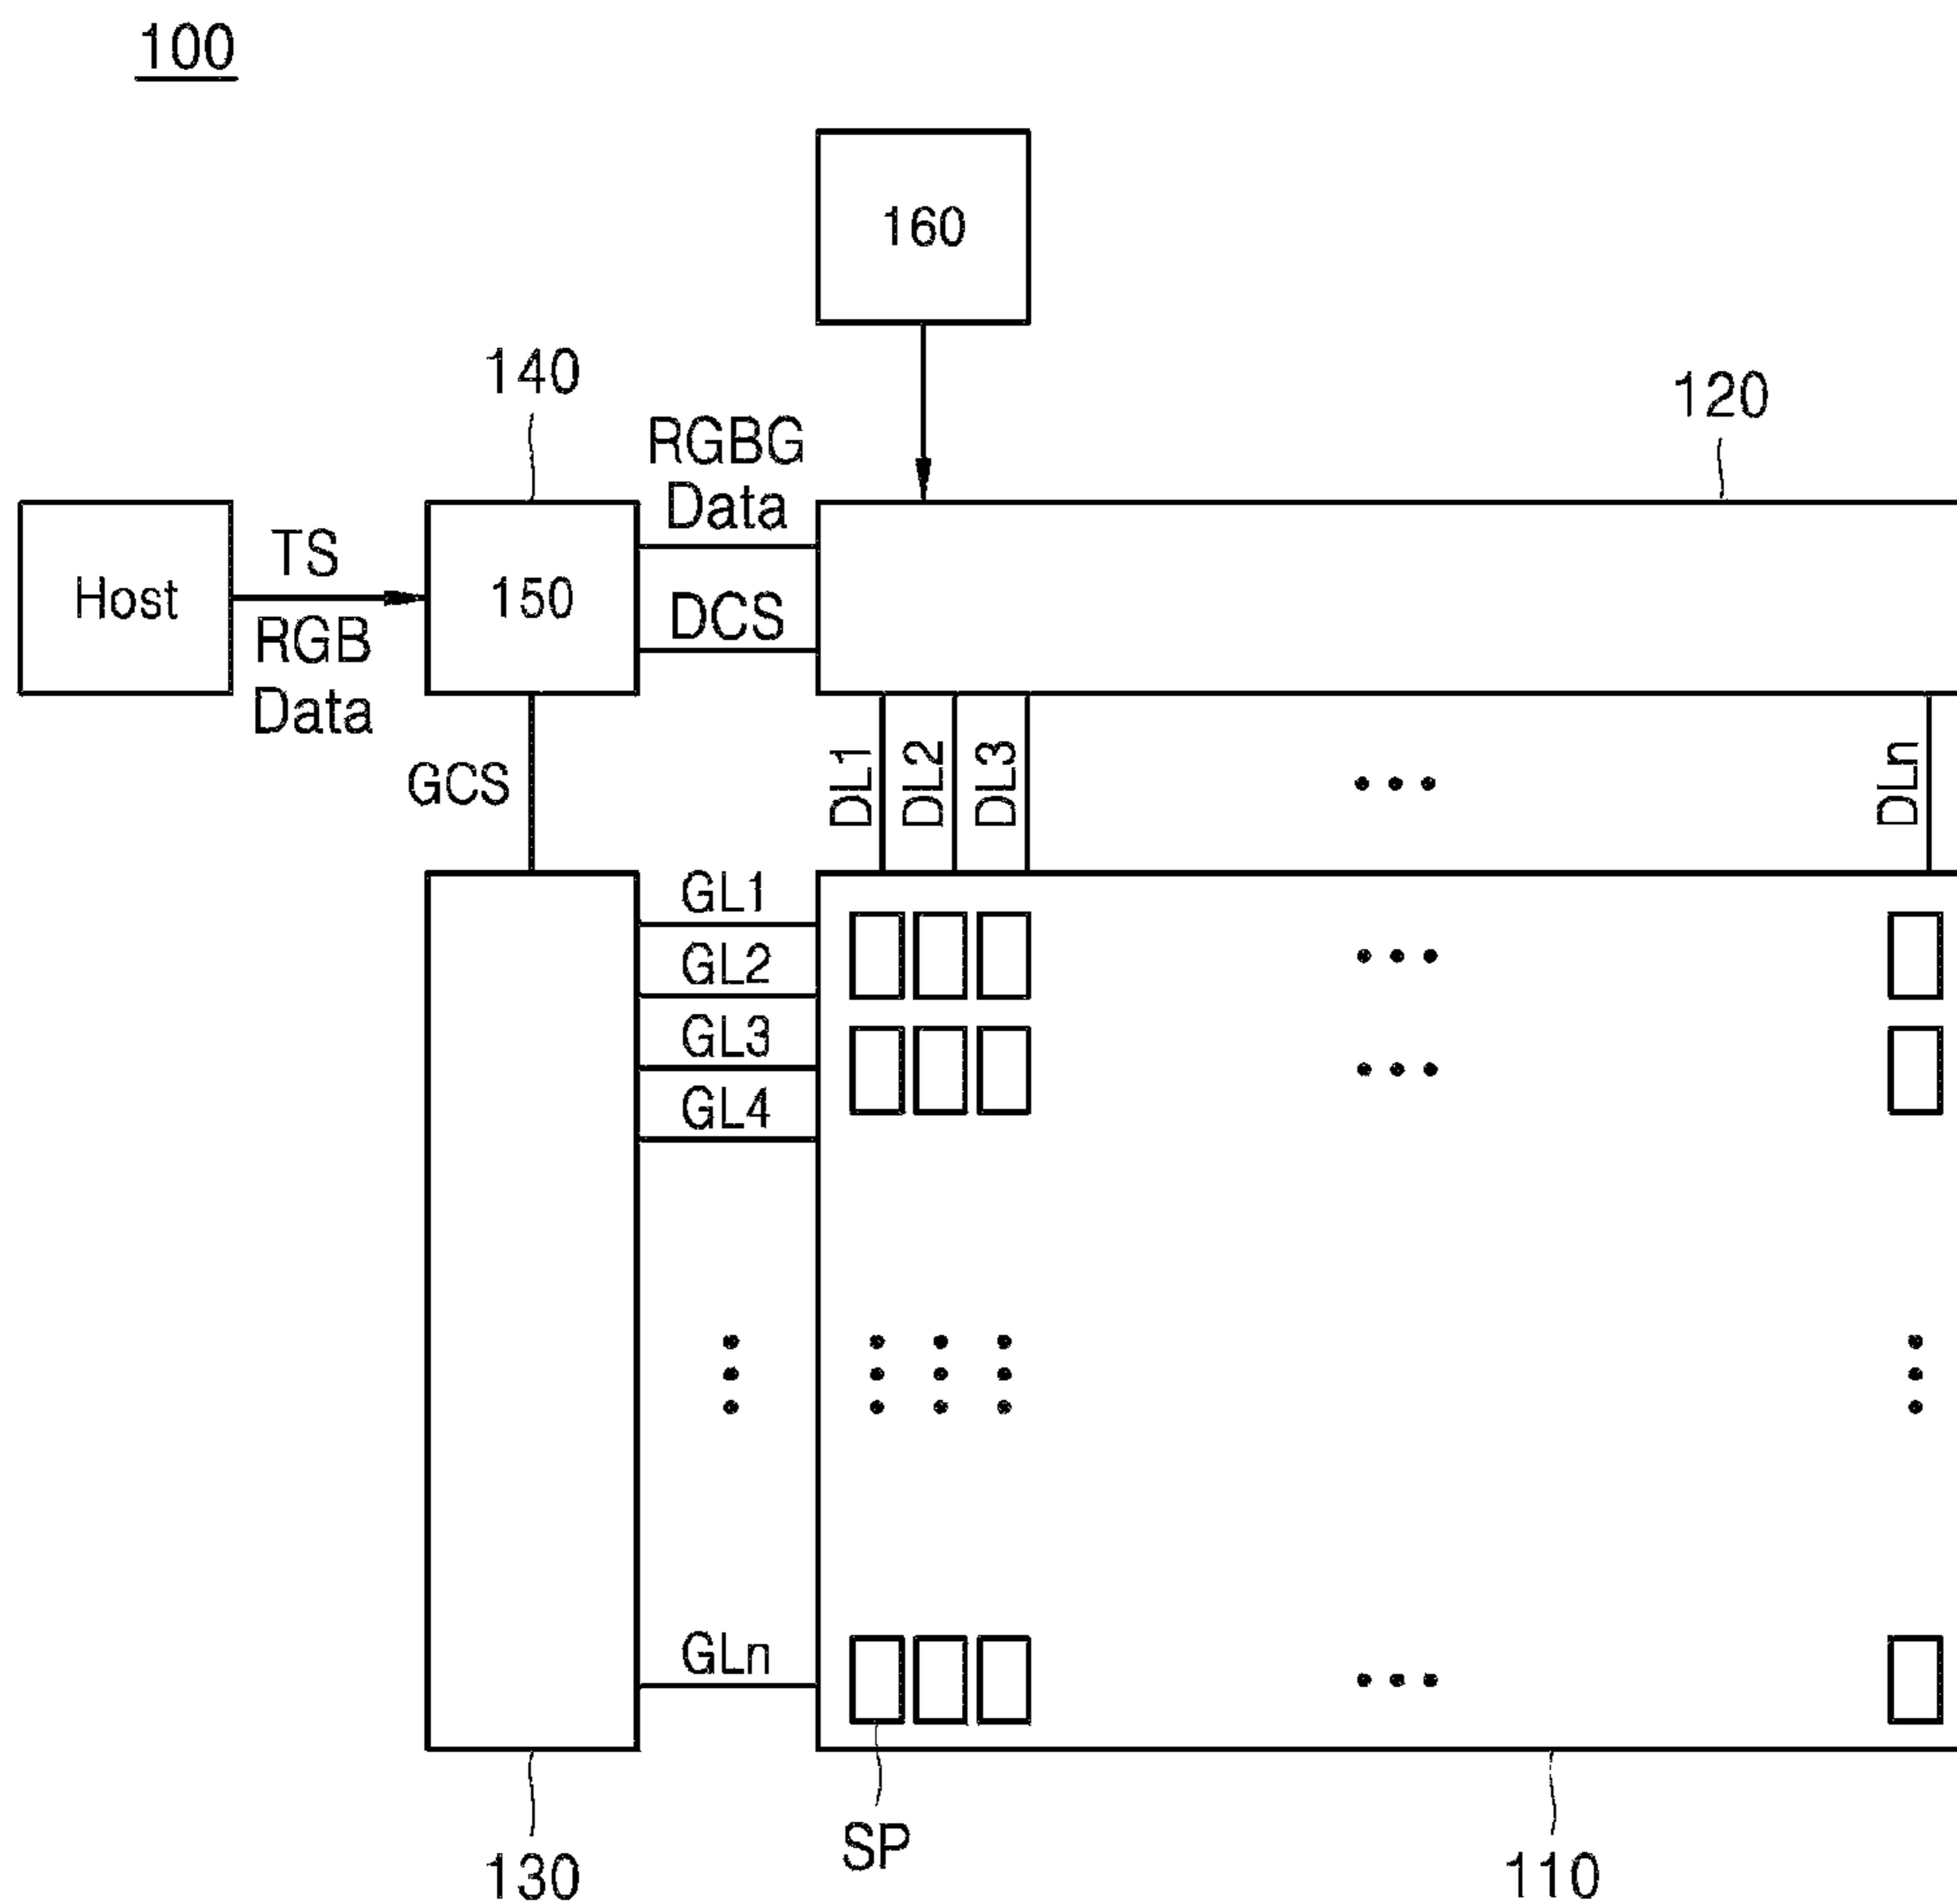 100
160
140
120
RGBG
Data
Host
TS
150
DCS
RGB
Data
GCS
DL1
DL2
DL3
DLn
GL1
GL2
GL3
GL4
GLn
SP
130
110